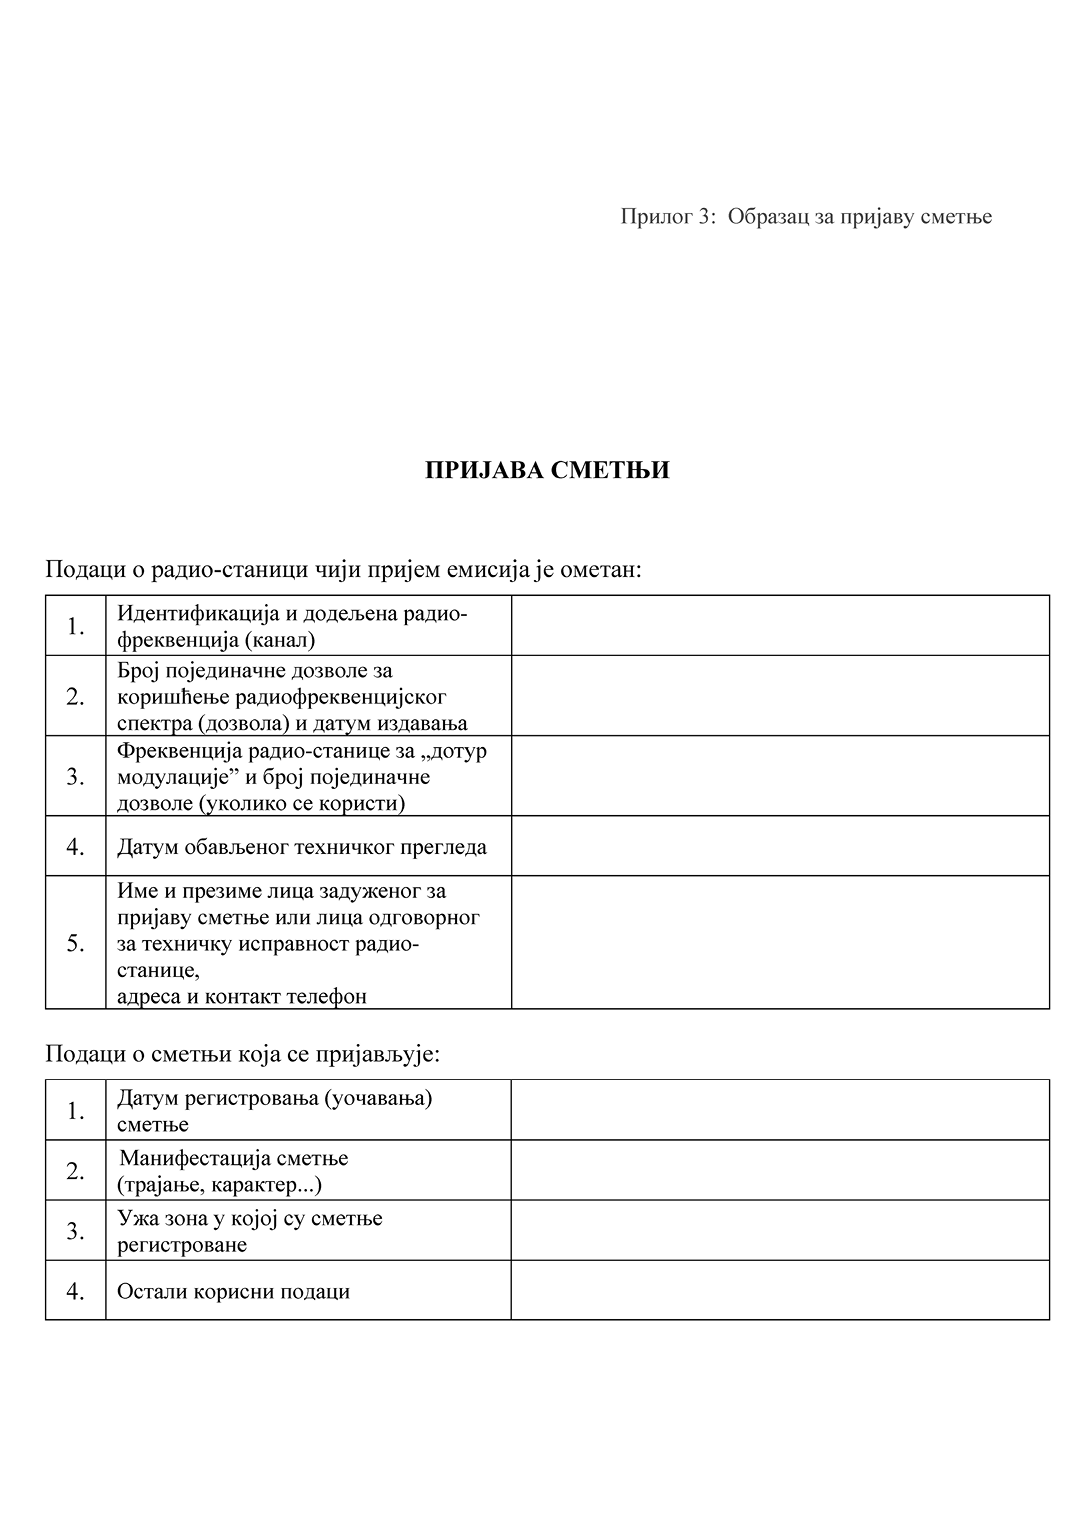 Прилог 3:  Образац за пријаву сметње
ПРИЈАВА СМЕТЊИ
Подаци о радио-станици чији пријем емисија је ометан:
1.
Идентификација и додељена радио-
фреквенција (канал)
2.
Број појединачне дозволе за
коришћење радиофреквенцијског
спектра (дозвола) и датум издавања
3.
Фреквенција радио-станице за „дотур
модулације” и број појединачне
дозволе (уколико се користи)
4.
Датум обављеног техничког прегледа
5.
Име и презиме лица задуженог за
пријаву сметње или лица одговорног
за техничку исправност радио-
станице,
адреса и контакт телефон
Подаци о сметњи која се пријављује:
1.
Датум регистровања (уочавања)
сметње
2.
Манифестација сметње
(трајање, карактер...)
3.
Ужа зона у којој су сметње
регистроване
4.
Остали корисни подаци